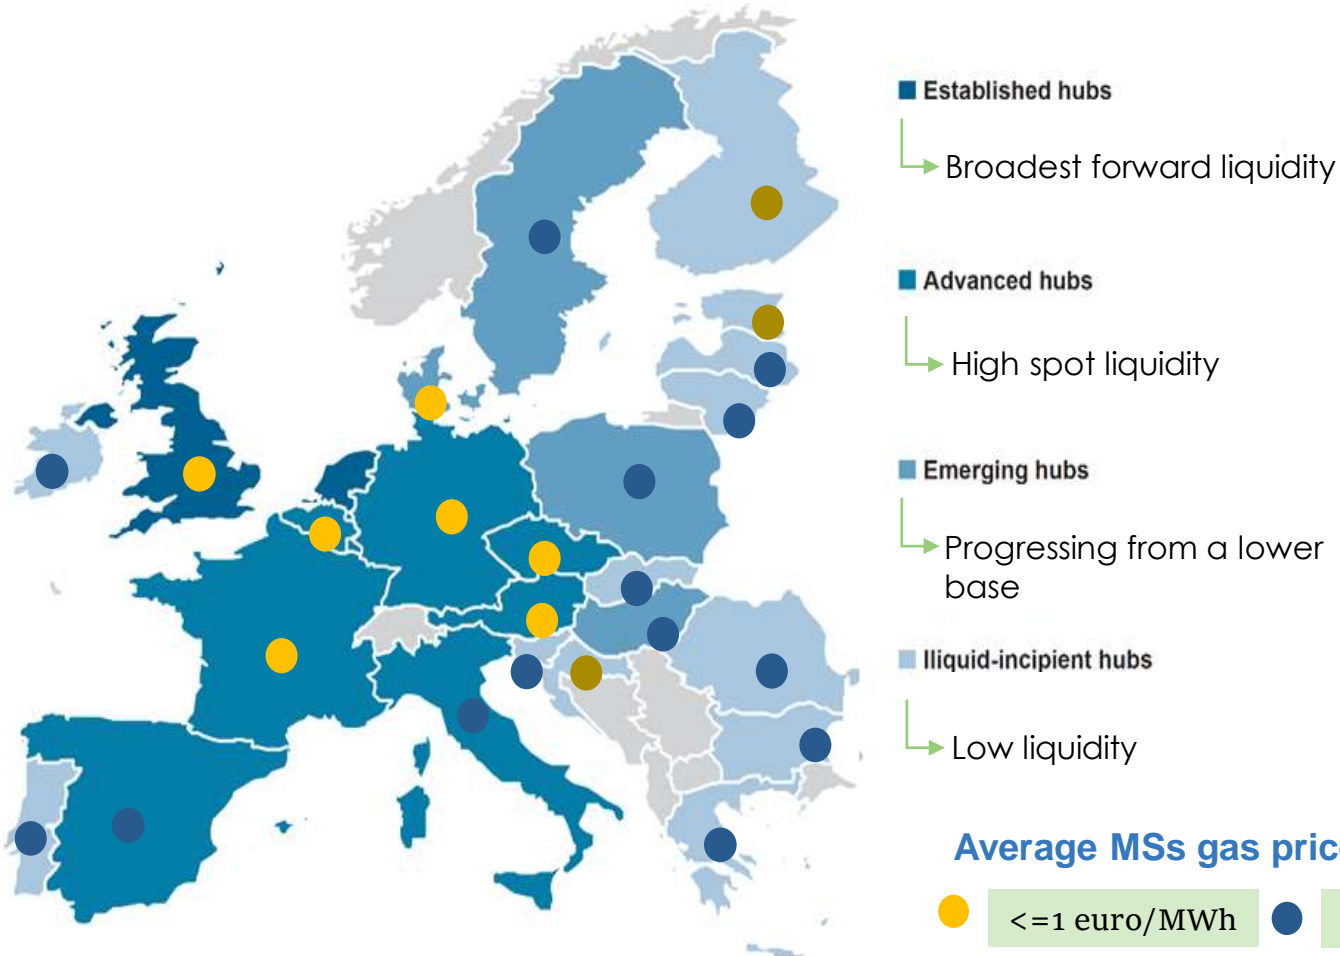 Established hubs
Broadest forward liquidity
Advanced hubs
High spot liquidity
Emerging hubs
Progressing from a lower
base
Iliquid-incipient hubs
Low liquidity
Average MSs gas pric
<=1 euro/MWh